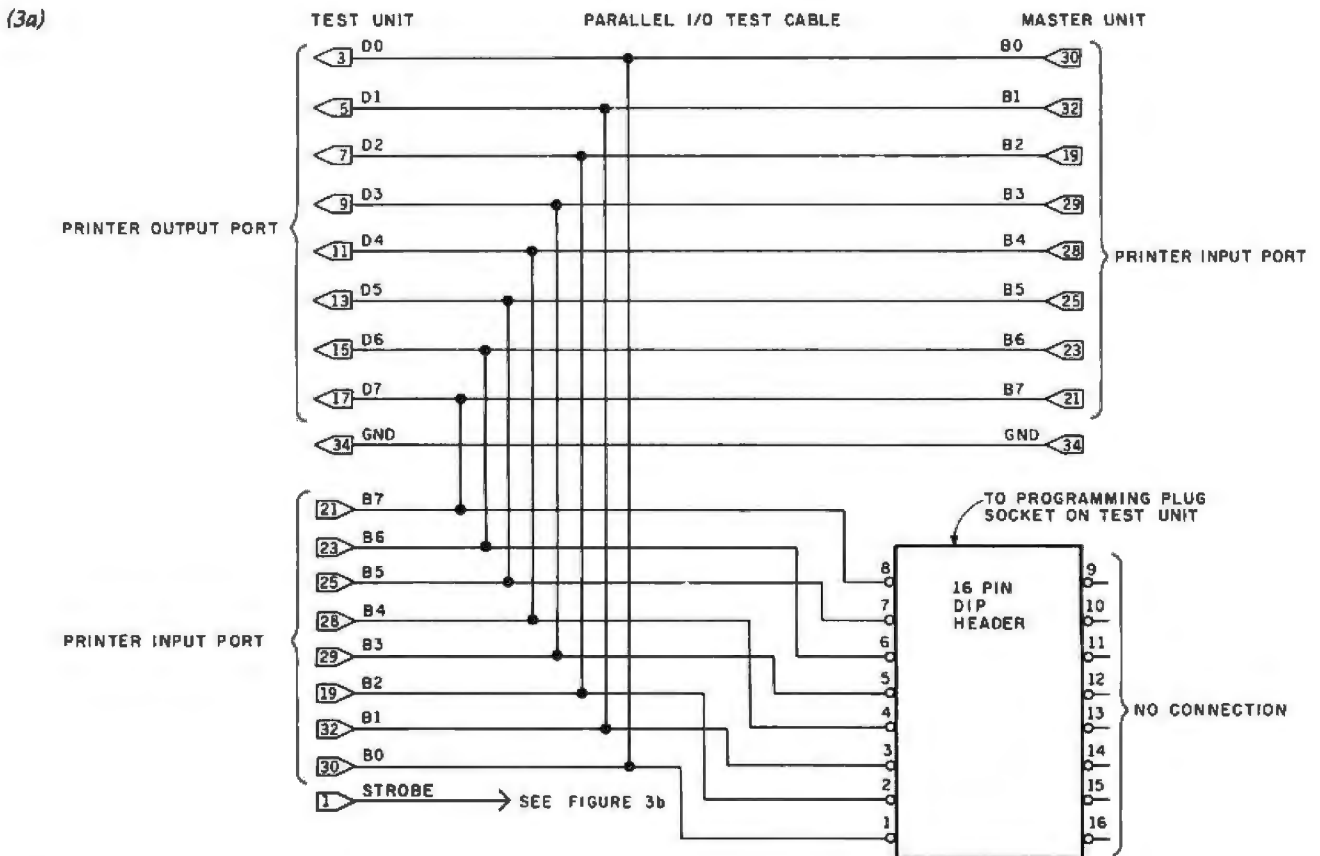 (3a)
TEST UNIT PARALLEL I/O TEST CABLE MASTER UNIT
3 D0 B0 30
5 D1 B1 32
7 D2 B2 19
9 D3 B3 29
PRINTER OUTPUT PORT
11 D4 B4 28
PRINTER INPUT PORT
13 D5 B5 25
15 D6 B6 23
17 D7 B7 21
34 GND GND 34
TO PROGRAMMING PLUG
SOCKET ON TEST UNIT
21 B7
23 B6
25 B5
28 B4
PRINTER INPUT PORT
29 B3
19 B2
32 B1
30 B0
1 STROBE SEE FIGURE 3b
16 PIN
DIP
HEADER
8 9
7 10
6 11
5 12
4 13
3 14
2 15
1 16
NO CONNECTION